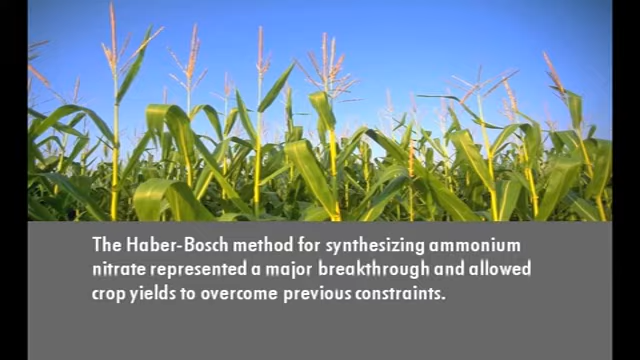 The Haber-Bosch method for synthesizing ammonium
nitrate represented a major breakthrough and allowed
crop yields to overcome previous constraints.